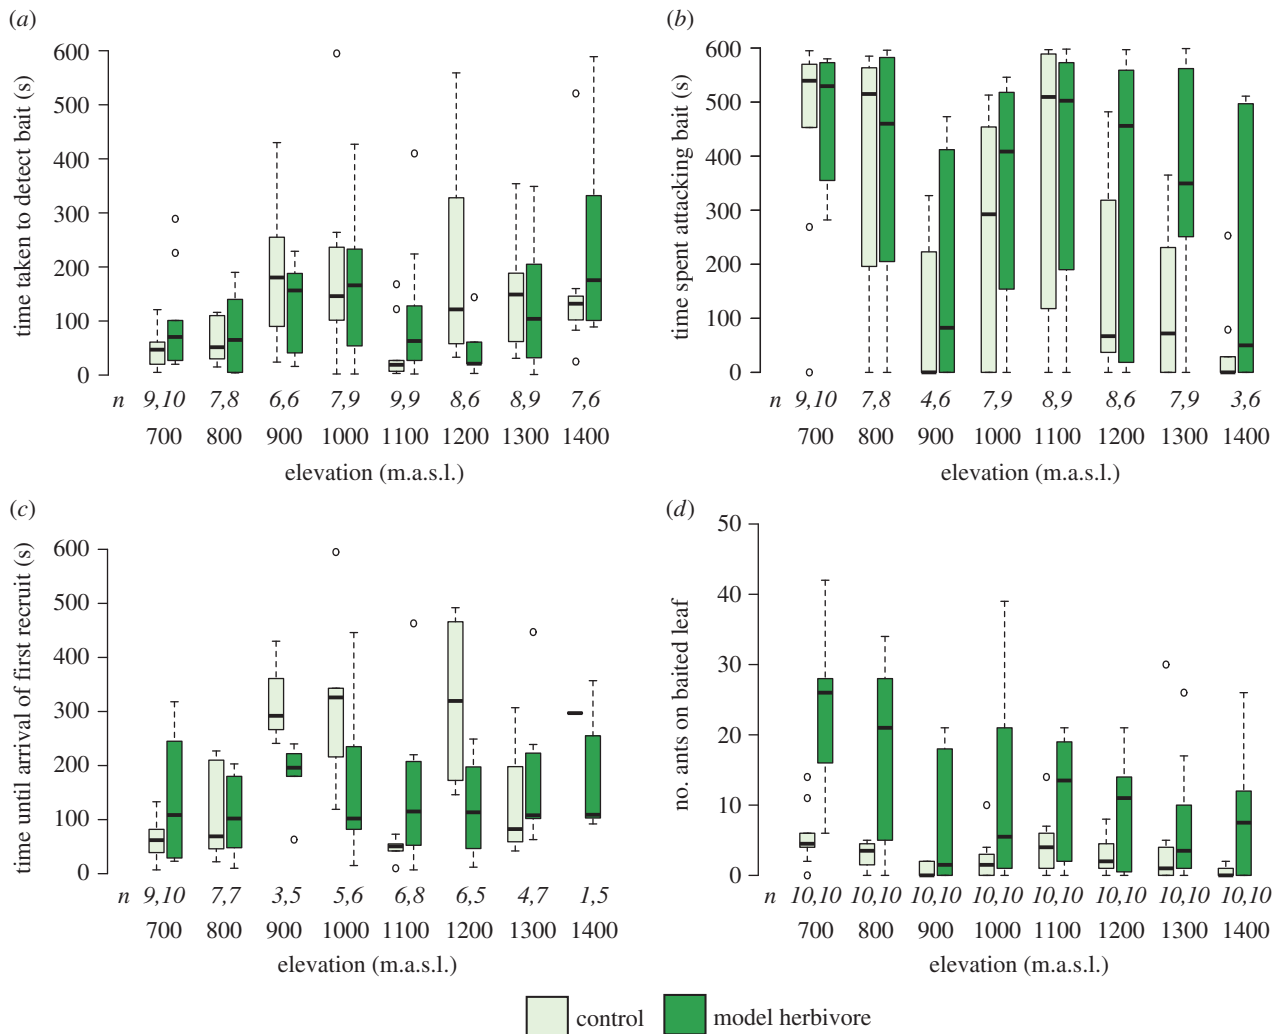 (a)
time taken to detect bait (s)
600
500
400
300
200
100
0
n 9,10 7,8 6,6 7,9 9,9 8,6 8,9 7,6
700 800 900 1000 1100 1200 1300 1400
elevation (m.a.s.l.)
(b)
time spent attacking bait (s)
600
500
400
300
200
100
0
n 9,10 7,8 4,6 7,9 8,9 8,6 7,9 3,6
700 800 900 1000 1100 1200 1300 1400
elevation (m.a.s.l.)
(c)
time until arrival of first recruit (s)
600
500
400
300
200
100
0
n 9,10 7,7 3,5 5,6 6,8 6,5 4,7 1,5
700 800 900 1000 1100 1200 1300 1400
elevation (m.a.s.l.)
(d)
no. ants on baited leaf
50
40
30
20
10
0
n 10,10 10,10 10,10 10,10 10,10 10,10 10,10 10,10
700 800 900 1000 1100 1200 1300 1400
elevation (m.a.s.l.)
control model herbivore